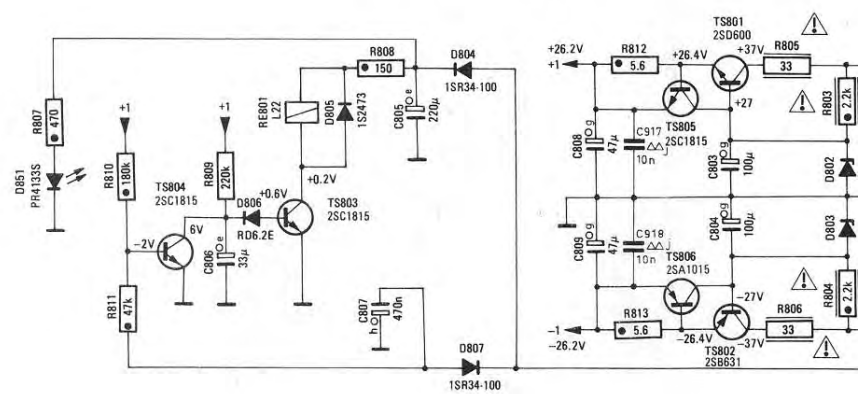 TS801
2SD600
+26.2V
R812
+26.4V
+37V
R805
+1
5.6
33
R808
D804
150
1SR34-100
R807
470
+1
+1
RE801
L22
D805
1S2473
C805
e
220µ
+27
R803
2.2k
TS805
2SC1815
C808
g
47µ
C917
j
10n
C803
g
100µ
D802
D851
PR4133S
R810
180k
R809
220k
TS804
2SC1815
D806
+0.6V
+0.2V
TS803
2SC1815
6V
RD6.2E
-2V
C806
e
33µ
C809
g
47µ
C918
j
10n
C804
g
100µ
D803
TS806
2SA1015
R811
47k
C807
h
470n
-27V
R804
2.2k
R813
R806
-1
5.6
33
-26.2V
-26.4V
-37V
TS802
2SB631
D807
1SR34-100